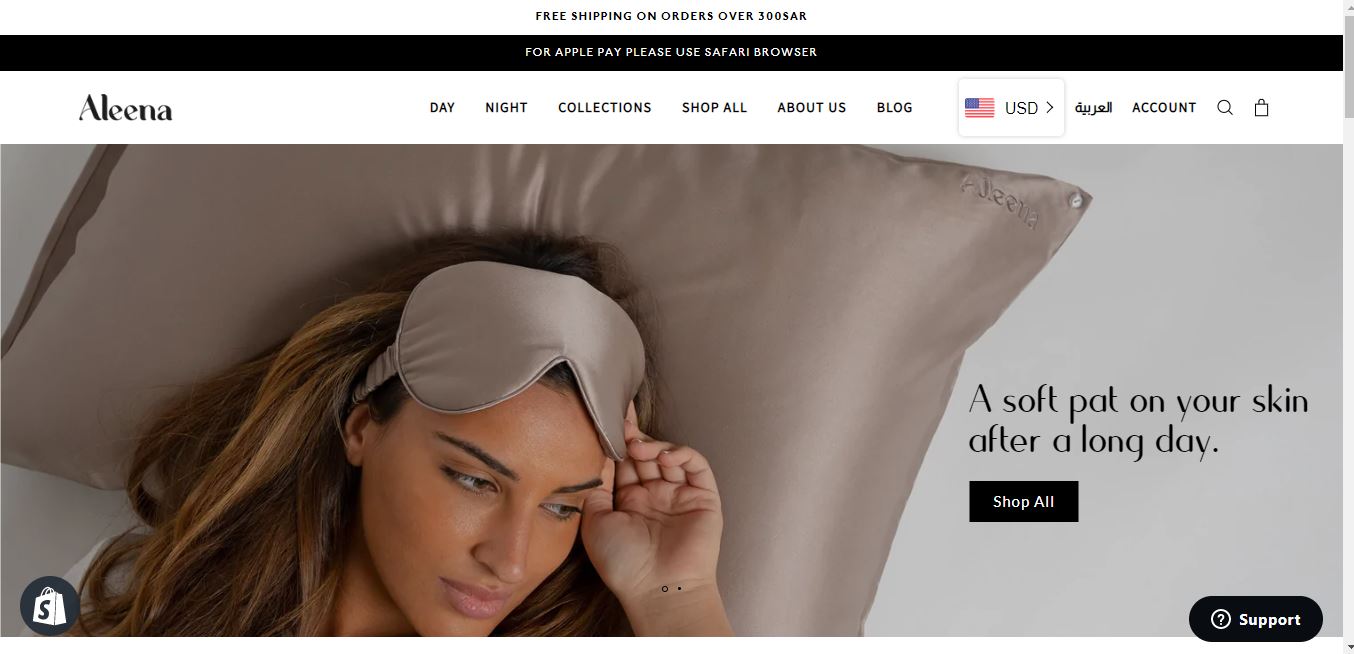 FREE SHIPPING ON ORDERS OVER 300SAR
FOR APPLE PAY PLEASE USE SAFARI BROWSER
Aleena
DAY NIGHT COLLECTIONS SHOP ALL ABOUT US BLOG USD العربية ACCOUNT
Aleena
A soft pat on your skin
after a long day.
Shop All
S
? Support